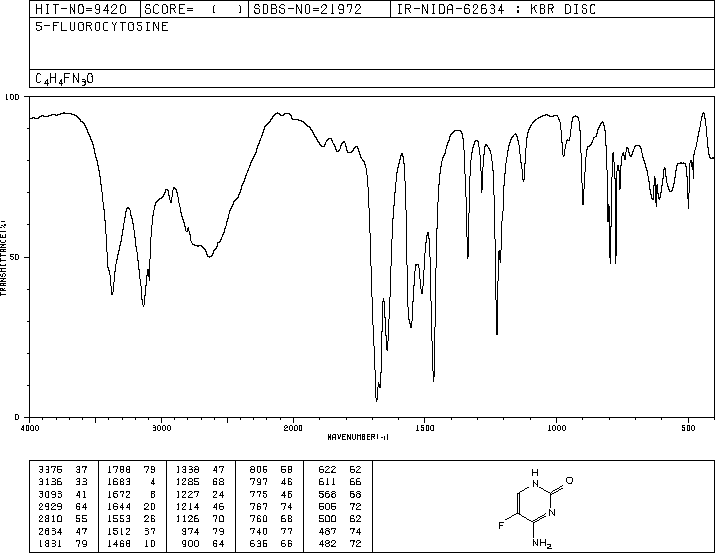 HIT-NO=9420 SCORE= ( ) SDBS-NO=21972 IR-NIDA-62634 : KBR DISC
5-FLUOROCYTOSINE
C4H4FN3O
100
TRANSMITTANCE(%)
50
0
4000 3000 2000 1500 1000 500
WAVENUMBER(-1)
3375 37 1788 79 1338 47 806 58 622 62
3136 33 1683 4 1285 68 797 46 611 66
3093 41 1672 8 1227 24 775 46 568 68
2929 64 1644 20 1214 46 767 74 505 72
2810 55 1553 26 1126 70 760 68 500 62
2634 47 1512 37 974 79 740 77 487 74
1831 79 1468 10 900 64 636 66 482 72
H
N
O
N
F
NH2